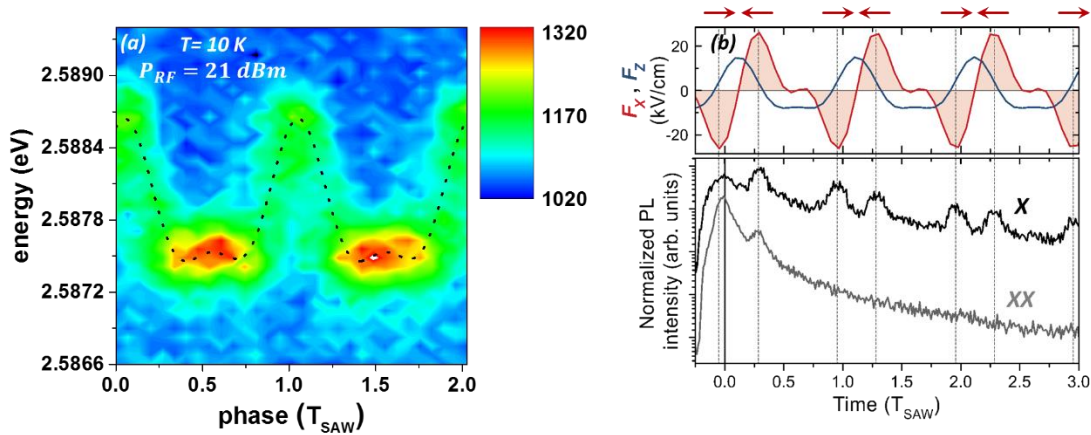 (a) T= 10 K
P_RF = 21 dBm
energy (eV)
2.5890
2.5884
2.5878
2.5872
2.5866
0.0 0.5 1.0 1.5 2.0
phase (T_SAW)
1320
1170
1020
(b)
F_X , F_Z
(kV/cm)
20
0
-20
Normalized PL
intensity (arb. units)
X
XX
0.0 0.5 1.0 1.5 2.0 2.5 3.0
Time (T_SAW)